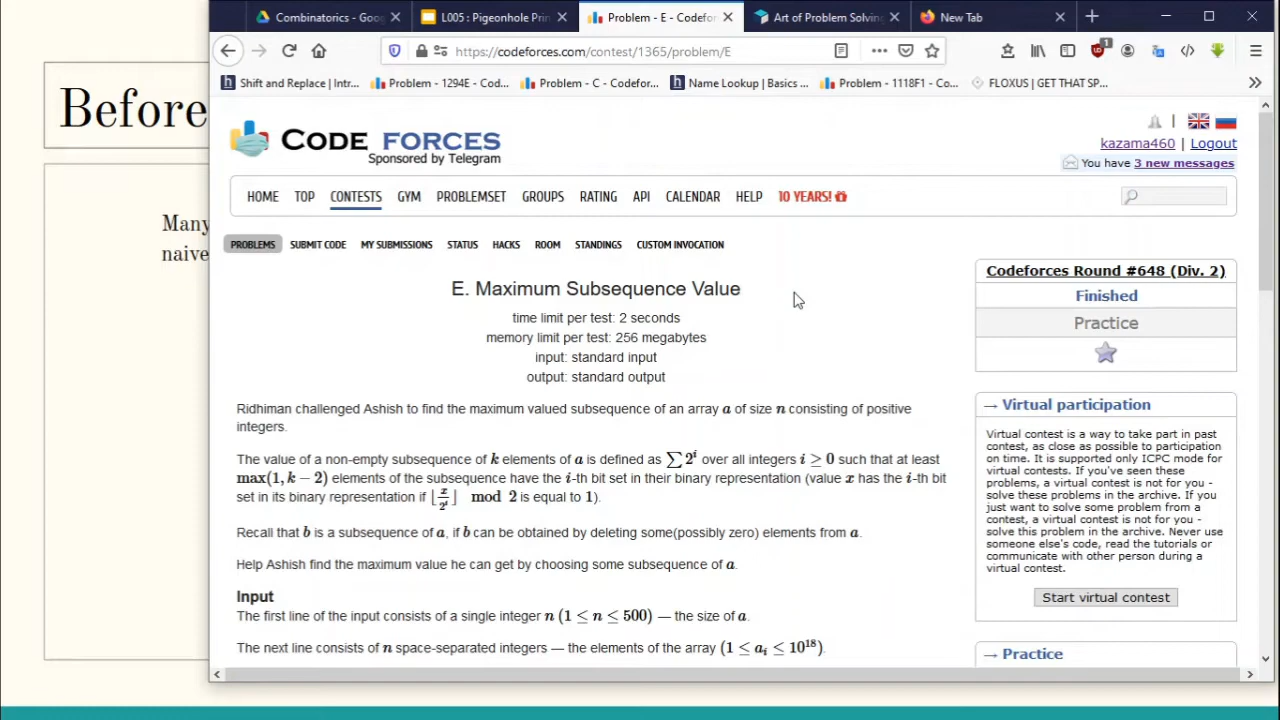 Combinatorics - Goo
L005 : Pigeonhole Prin
Problem - E - Codefor
Art of Problem Solving
New Tab
https://codeforces.com/contest/1365/problem/E
1
Shift and Replace | Intr...
Problem - 1294E - Cod...
Problem - C - Codefor...
Name Lookup | Basics ...
Problem - 1118F1 - Co...
FLOXUS | GET THAT SP...
Before
Many
naive
CODE FORCES
Sponsored by Telegram
kazama460 | Logout
You have 3 new messages
HOME TOP CONTESTS GYM PROBLEMSET GROUPS RATING API CALENDAR HELP 10 YEARS!
PROBLEMS SUBMIT CODE MY SUBMISSIONS STATUS HACKS ROOM STANDINGS CUSTOM INVOCATION
E. Maximum Subsequence Value
time limit per test: 2 seconds
memory limit per test: 256 megabytes
input: standard input
output: standard output
Ridhiman challenged Ashish to find the maximum valued subsequence of an array a of size n consisting of positive
integers.
The value of a non-empty subsequence of k elements of a is defined as ∑ 2^i over all integers i ≥ 0 such that at least
max(1, k − 2) elements of the subsequence have the i-th bit set in their binary representation (value x has the i-th bit
set in its binary representation if ⌊x/2^i⌋ mod 2 is equal to 1).
Recall that b is a subsequence of a, if b can be obtained by deleting some(possibly zero) elements from a.
Help Ashish find the maximum value he can get by choosing some subsequence of a.
Input
The first line of the input consists of a single integer n (1 ≤ n ≤ 500) — the size of a.
The next line consists of n space-separated integers — the elements of the array (1 ≤ a_i ≤ 10^18).
Codeforces Round #648 (Div. 2)
Finished
Practice
→ Virtual participation
Virtual contest is a way to take part in past
contest, as close as possible to participation
on time. It is supported only ICPC mode for
virtual contests. If you've seen these
problems, a virtual contest is not for you -
solve these problems in the archive. If you
just want to solve some problem from a
contest, a virtual contest is not for you -
solve this problem in the archive. Never use
someone else's code, read the tutorials or
communicate with other person during a
virtual contest.
Start virtual contest
→ Practice